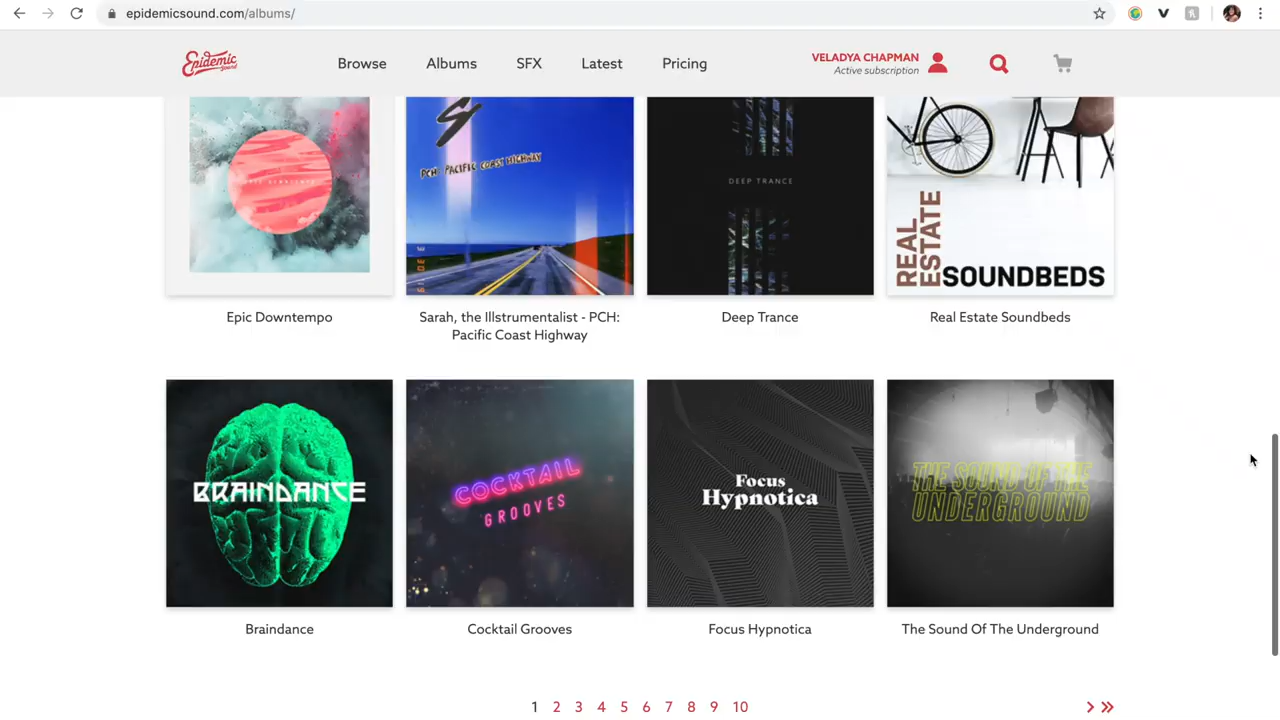 epidemicsound.com/albums/
Epidemic
Sound
Browse
Albums
SFX
Latest
Pricing
VELADYA CHAPMAN
Active subscription
PCH: PACIFIC COAST HIGHWAY
DEEP TRANCE
REAL
ESTATE
SOUNDBEDS
Epic Downtempo
Sarah, the Illstrumentalist - PCH:
Pacific Coast Highway
Deep Trance
Real Estate Soundbeds
BRAINDANCE
COCKTAIL
GROOVES
Focus
Hypnotica
THE SOUND OF THE
UNDERGROUND
Braindance
Cocktail Grooves
Focus Hypnotica
The Sound Of The Underground
1 2 3 4 5 6 7 8 9 10